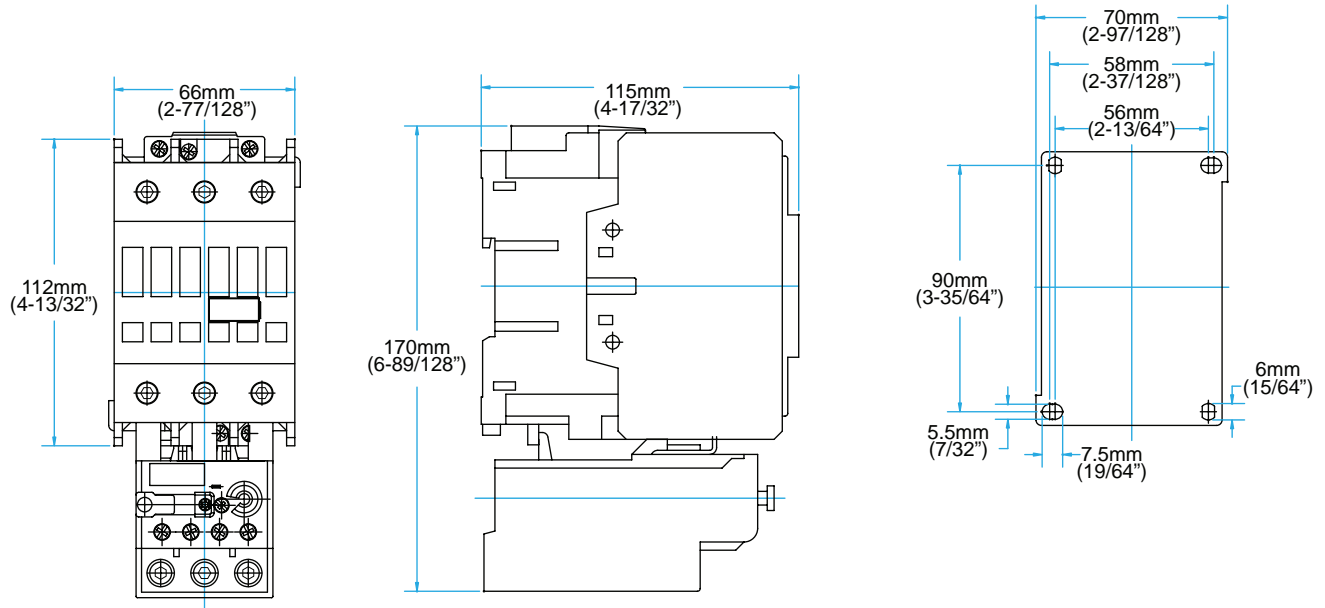 66mm
(2-77/128”)
112mm
(4-13/32”)
115mm
(4-17/32”)
170mm
(6-89/128”)
70mm
(2-97/128”)
58mm
(2-37/128”)
56mm
(2-13/64”)
90mm
(3-35/64”)
6mm
(15/64”)
5.5mm
(7/32”)
7.5mm
(19/64”)